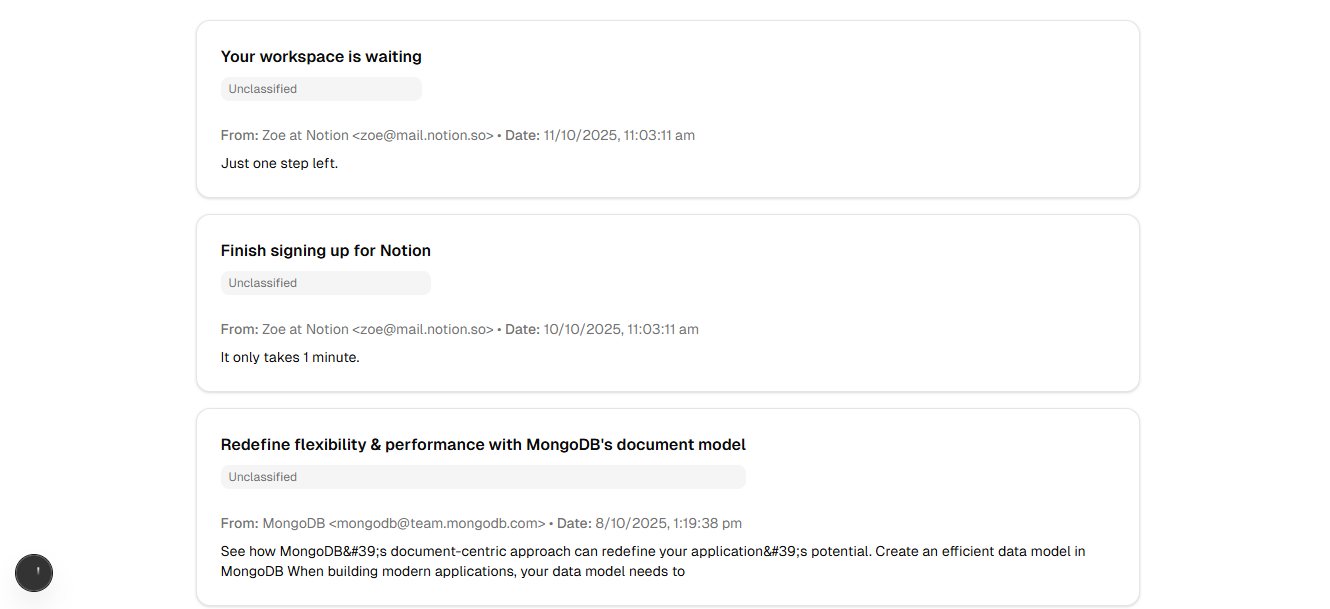 Your workspace is waiting
Unclassified
From: Zoe at Notion <zoe@mail.notion.so> • Date: 11/10/2025, 11:03:11 am
Just one step left.
Finish signing up for Notion
Unclassified
From: Zoe at Notion <zoe@mail.notion.so> • Date: 10/10/2025, 11:03:11 am
It only takes 1 minute.
Redefine flexibility & performance with MongoDB's document model
Unclassified
From: MongoDB <mongodb@team.mongodb.com> • Date: 8/10/2025, 1:19:38 pm
See how MongoDB&#39;s document-centric approach can redefine your application&#39;s potential. Create an efficient data model in
MongoDB When building modern applications, your data model needs to